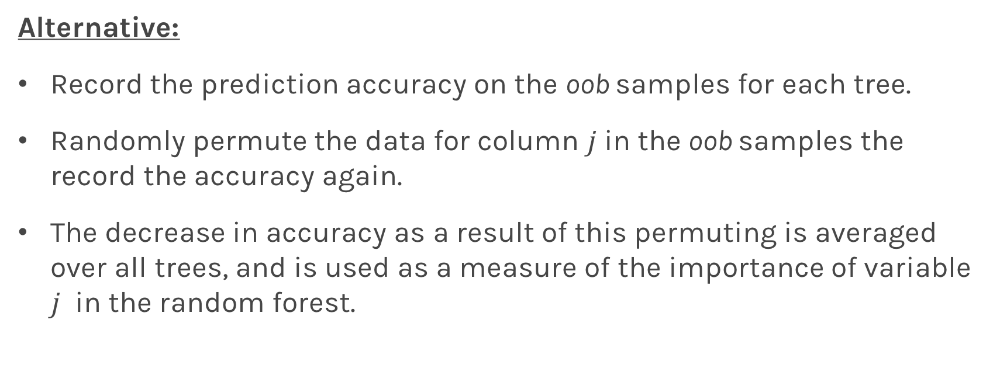 Alternative:
• Record the prediction accuracy on the oob samples for each tree.
• Randomly permute the data for column j in the oob samples the
record the accuracy again.
• The decrease in accuracy as a result of this permuting is averaged
over all trees, and is used as a measure of the importance of variable
j in the random forest.